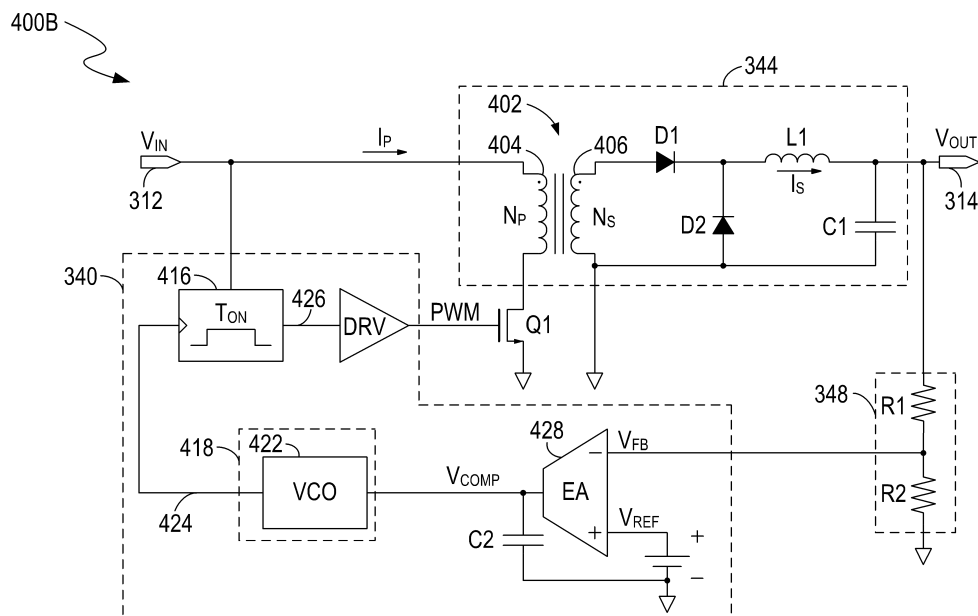 400B
344
402
V_IN
I_P
404
406
D1
L1
V_OUT
312
I_S
314
N_P
N_S
D2
C1
340
416
T_ON
426
DRV
PWM
Q1
348
R1
418
422
428
V_FB
VCO
V_COMP
−
EA
R2
424
C2
+
V_REF
+
−